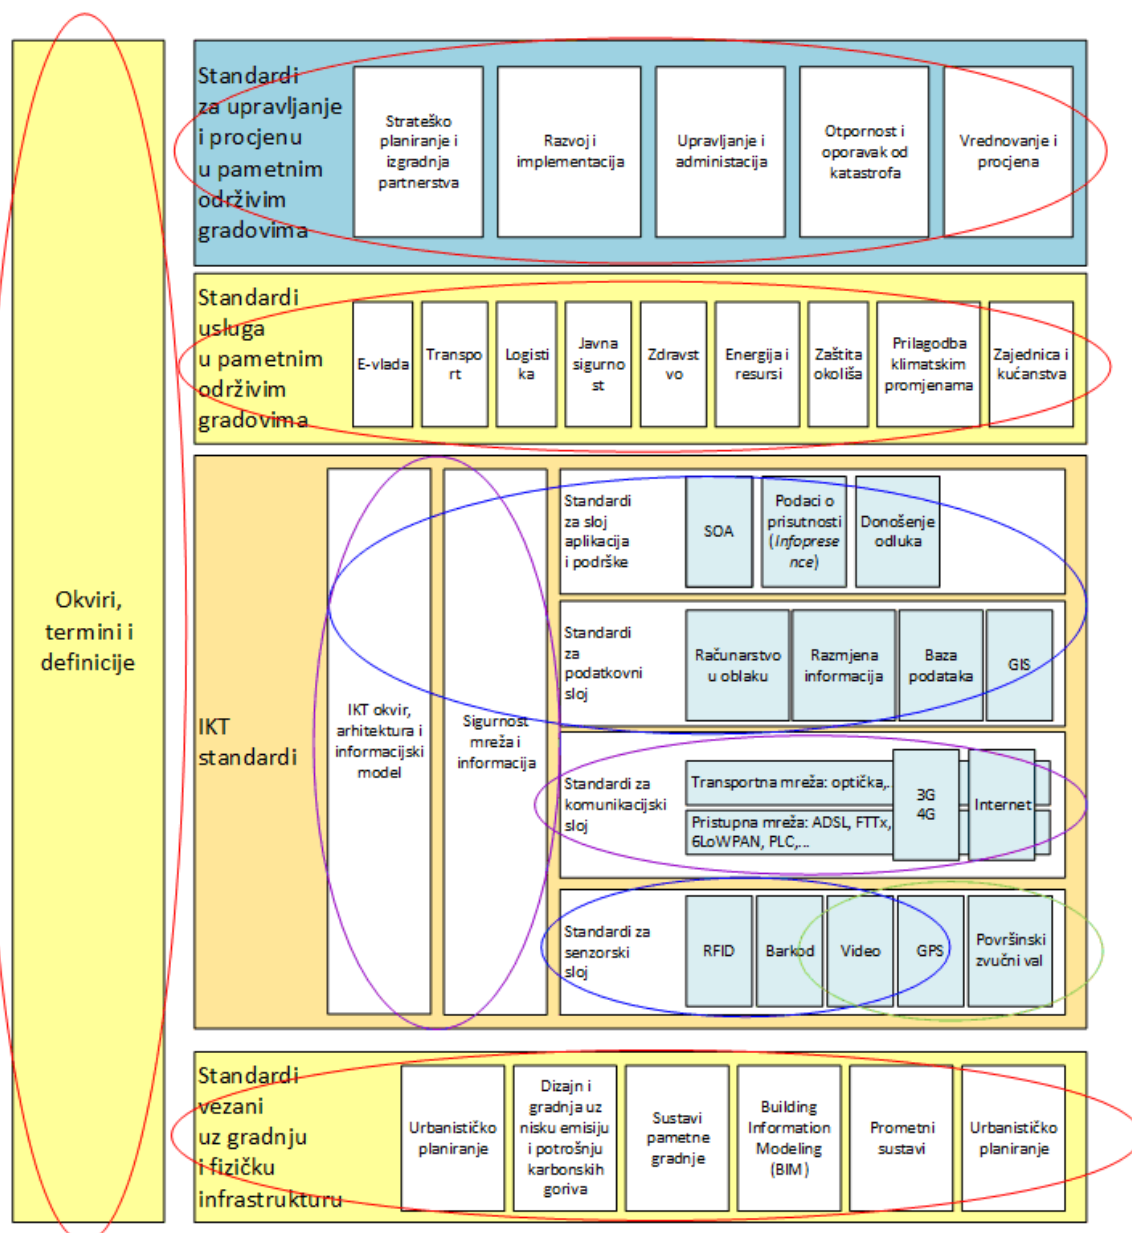 Okviri,
termini i
definicije
Standardi
za upravljanje
i procjenu
u pametnim
održivim
gradovima
Strateško
planiranje i
izgradnja
partnerstva
Razvoj i
implementacija
Upravljanje i
administacija
Otpornost i
oporavak od
katastrofa
Vrednovanje i
procjena
Standardi
usluga
u pametnim
održivim
gradovima
E-vlada
Transpo
rt
Logisti
ka
Javna
sigurno
st
Zdravst
vo
Energija i
resursi
Zaštita
okoliša
Prilagodba
klimatskim
promjenama
Zajednica i
kućanstva
IKT
standardi
IKT okvir,
arhitektura i
informacijski
model
Sigurnost
mreža i
informacija
Standardi
za sloj
aplikacija
i podrške
SOA
Podaci o
prisutnosti
(Infoprese
nce)
Donošenje
odluka
Standardi
za
podatkovni
sloj
Računarstvo
u oblaku
Razmjena
informacija
Baza
podataka
GIS
Standardi za
komunikacijski
sloj
Transportna mreža: optička,..
Pristupna mreža: ADSL, FTTx,
6LoWPAN, PLC,...
3G
4G
Internet
Standardi za
senzorski
sloj
RFID
Barkod
Video
GPS
Površinski
zvučni val
Standardi
vezani
uz gradnju
i fizičku
infrastrukturu
Urbanističko
planiranje
Dizajn i
gradnja uz
nisku emisiju
i potrošnju
karbonskih
goriva
Sustavi
pametne
gradnje
Building
Information
Modeling
(BIM)
Prometni
sustavi
Urbanističko
planiranje